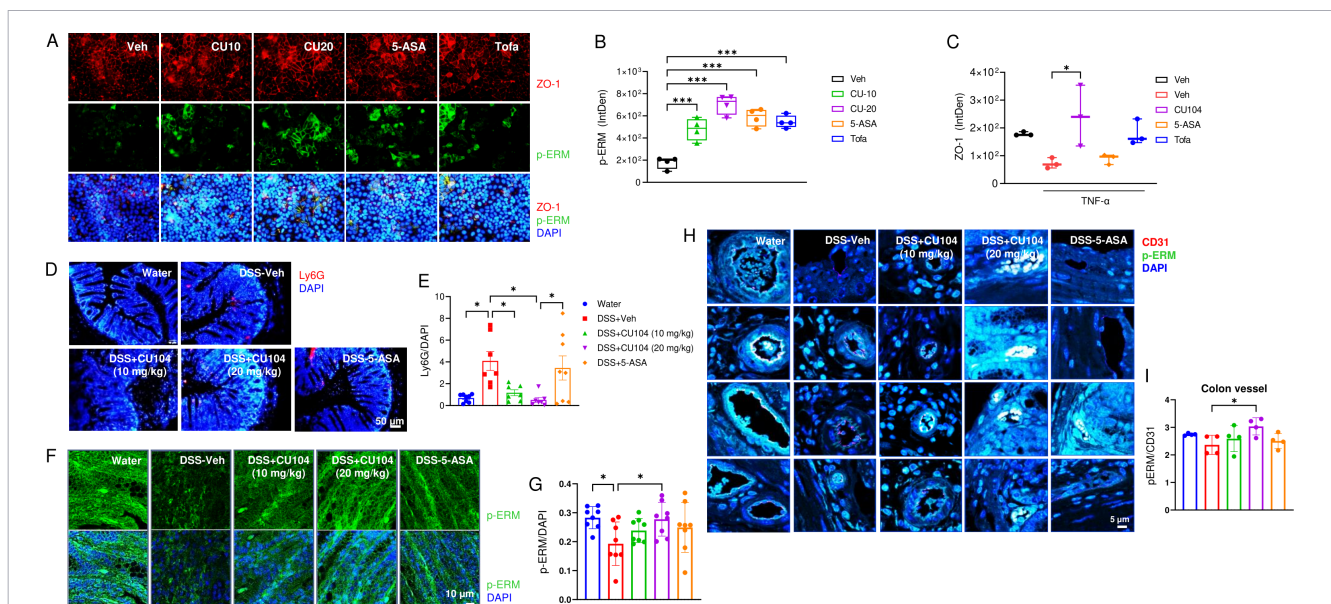 A
Veh
CU10
CU20
5-ASA
Tofa
ZO-1
p-ERM
ZO-1
p-ERM
DAPI
B
p-ERM (IntDen)
1×10³
8×10²
6×10²
4×10²
2×10²
0
***
***
***
***
Veh
CU-10
CU-20
5-ASA
Tofa
C
ZO-1 (IntDen)
4×10²
3×10²
2×10²
1×10²
0
*
TNF-α
Veh
Veh
CU104
5-ASA
Tofa
D
Water
DSS-Veh
Ly6G
DAPI
DSS+CU104
(10 mg/kg)
DSS+CU104
(20 mg/kg)
DSS-5-ASA
50 μm
E
Ly6G/DAPI
10
8
6
4
2
0
*
*
*
*
Water
DSS+Veh
DSS+CU104 (10 mg/kg)
DSS+CU104 (20 mg/kg)
DSS+5-ASA
F
Water
DSS-Veh
DSS+CU104
(10 mg/kg)
DSS+CU104
(20 mg/kg)
DSS-5-ASA
p-ERM
p-ERM
DAPI
10 μm
G
p-ERM/DAPI
0.4
0.3
0.2
0.1
0.0
*
*
H
Water
DSS-Veh
DSS+CU104
(10 mg/kg)
DSS+CU104
(20 mg/kg)
DSS-5-ASA
CD31
p-ERM
DAPI
5 μm
I
Colon vessel
pERM/CD31
4
3
2
1
0
*